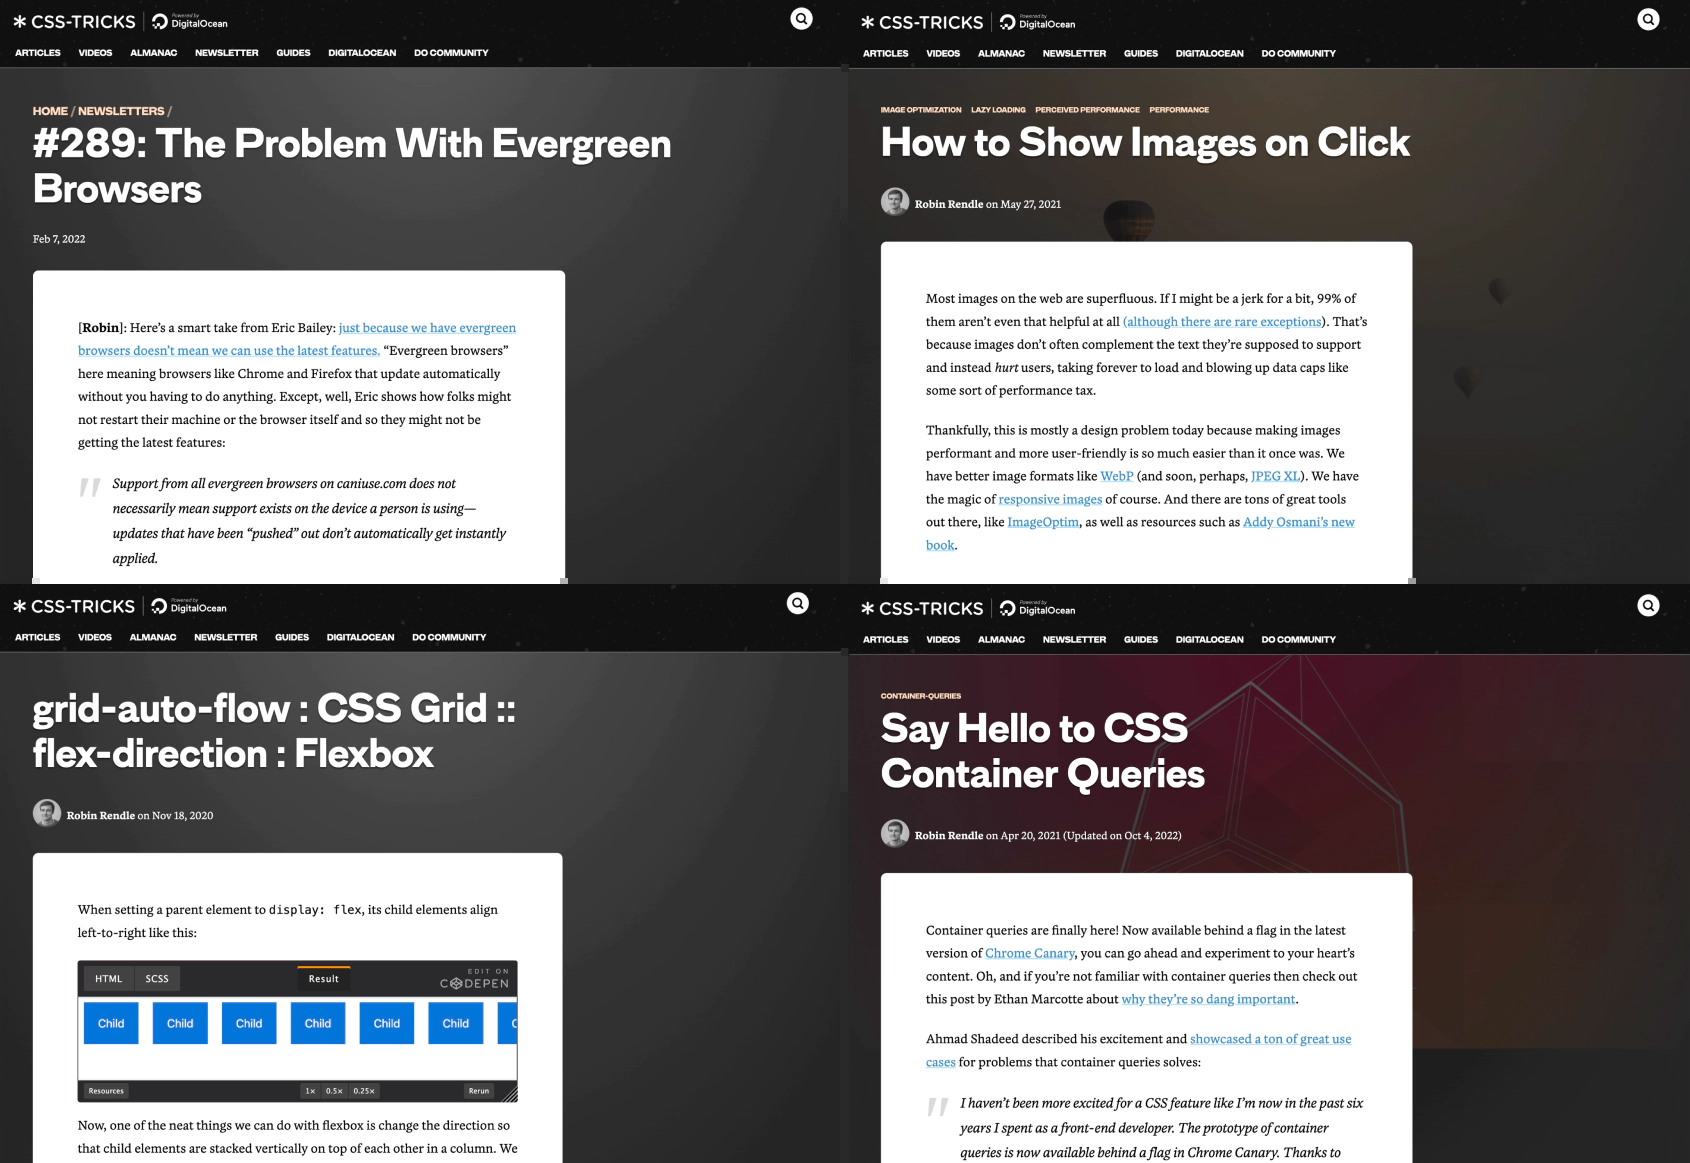 CSS-TRICKS Powered by DigitalOcean
ARTICLES VIDEOS ALMANAC NEWSLETTER GUIDES DIGITALOCEAN DO COMMUNITY
HOME / NEWSLETTERS /
#289: The Problem With Evergreen
Browsers
Feb 7, 2022
[Robin]: Here’s a smart take from Eric Bailey: just because we have evergreen
browsers doesn’t mean we can use the latest features. “Evergreen browsers”
here meaning browsers like Chrome and Firefox that update automatically
without you having to do anything. Except, well, Eric shows how folks might
not restart their machine or the browser itself and so they might not be
getting the latest features:
" Support from all evergreen browsers on caniuse.com does not
necessarily mean support exists on the device a person is using—
updates that have been “pushed” out don’t automatically get instantly
applied.
CSS-TRICKS Powered by DigitalOcean
ARTICLES VIDEOS ALMANAC NEWSLETTER GUIDES DIGITALOCEAN DO COMMUNITY
IMAGE OPTIMIZATION LAZY LOADING PERCEIVED PERFORMANCE PERFORMANCE
How to Show Images on Click
Robin Rendle on May 27, 2021
Most images on the web are superfluous. If I might be a jerk for a bit, 99% of
them aren’t even that helpful at all (although there are rare exceptions). That’s
because images don’t often complement the text they’re supposed to support
and instead hurt users, taking forever to load and blowing up data caps like
some sort of performance tax.
Thankfully, this is mostly a design problem today because making images
performant and more user-friendly is so much easier than it once was. We
have better image formats like WebP (and soon, perhaps, JPEG XL). We have
the magic of responsive images of course. And there are tons of great tools
out there, like ImageOptim, as well as resources such as Addy Osmani’s new
book.
CSS-TRICKS Powered by DigitalOcean
ARTICLES VIDEOS ALMANAC NEWSLETTER GUIDES DIGITALOCEAN DO COMMUNITY
grid-auto-flow : CSS Grid ::
flex-direction : Flexbox
Robin Rendle on Nov 18, 2020
When setting a parent element to display: flex, its child elements align
left-to-right like this:
HTML SCSS Result EDIT ON CODEPEN
Child Child Child Child Child Child C
Resources 1× 0.5× 0.25× Rerun
Now, one of the neat things we can do with flexbox is change the direction so
that child elements are stacked vertically on top of each other in a column. We
CSS-TRICKS Powered by DigitalOcean
ARTICLES VIDEOS ALMANAC NEWSLETTER GUIDES DIGITALOCEAN DO COMMUNITY
CONTAINER-QUERIES
Say Hello to CSS
Container Queries
Robin Rendle on Apr 20, 2021 (Updated on Oct 4, 2022)
Container queries are finally here! Now available behind a flag in the latest
version of Chrome Canary, you can go ahead and experiment to your heart’s
content. Oh, and if you’re not familiar with container queries then check out
this post by Ethan Marcotte about why they’re so dang important.
Ahmad Shadeed described his excitement and showcased a ton of great use
cases for problems that container queries solves:
" I haven’t been more excited for a CSS feature like I’m now in the past six
years I spent as a front-end developer. The prototype of container
queries is now available behind a flag in Chrome Canary. Thanks to